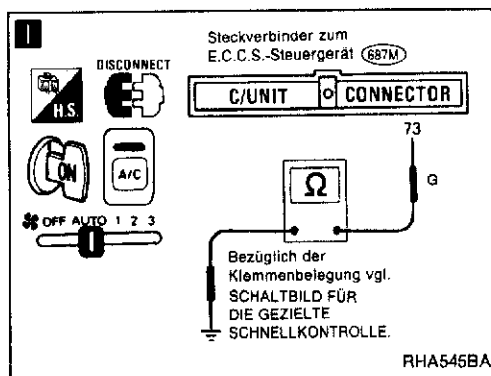 I
Steckverbinder zum
E.C.C.S.-Steuergerät 687M
DISCONNECT
H.S.
C/UNIT CONNECTOR
73
ON
A/C
Ω
G
OFF AUTO 1 2 3
Bezüglich der
Klemmenbelegung vgl.
SCHALTBILD FÜR
DIE GEZIELTE
SCHNELLKONTROLLE.
RHA545BA